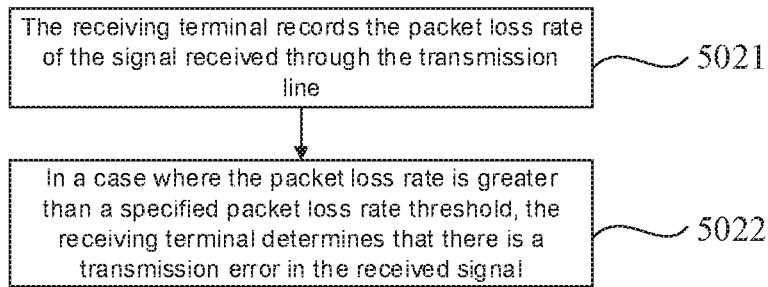 The receiving terminal records the packet loss rate
of the signal received through the transmission
line
5021
In a case where the packet loss rate is greater
than a specified packet loss rate threshold, the
receiving terminal determines that there is a
transmission error in the received signal
5022